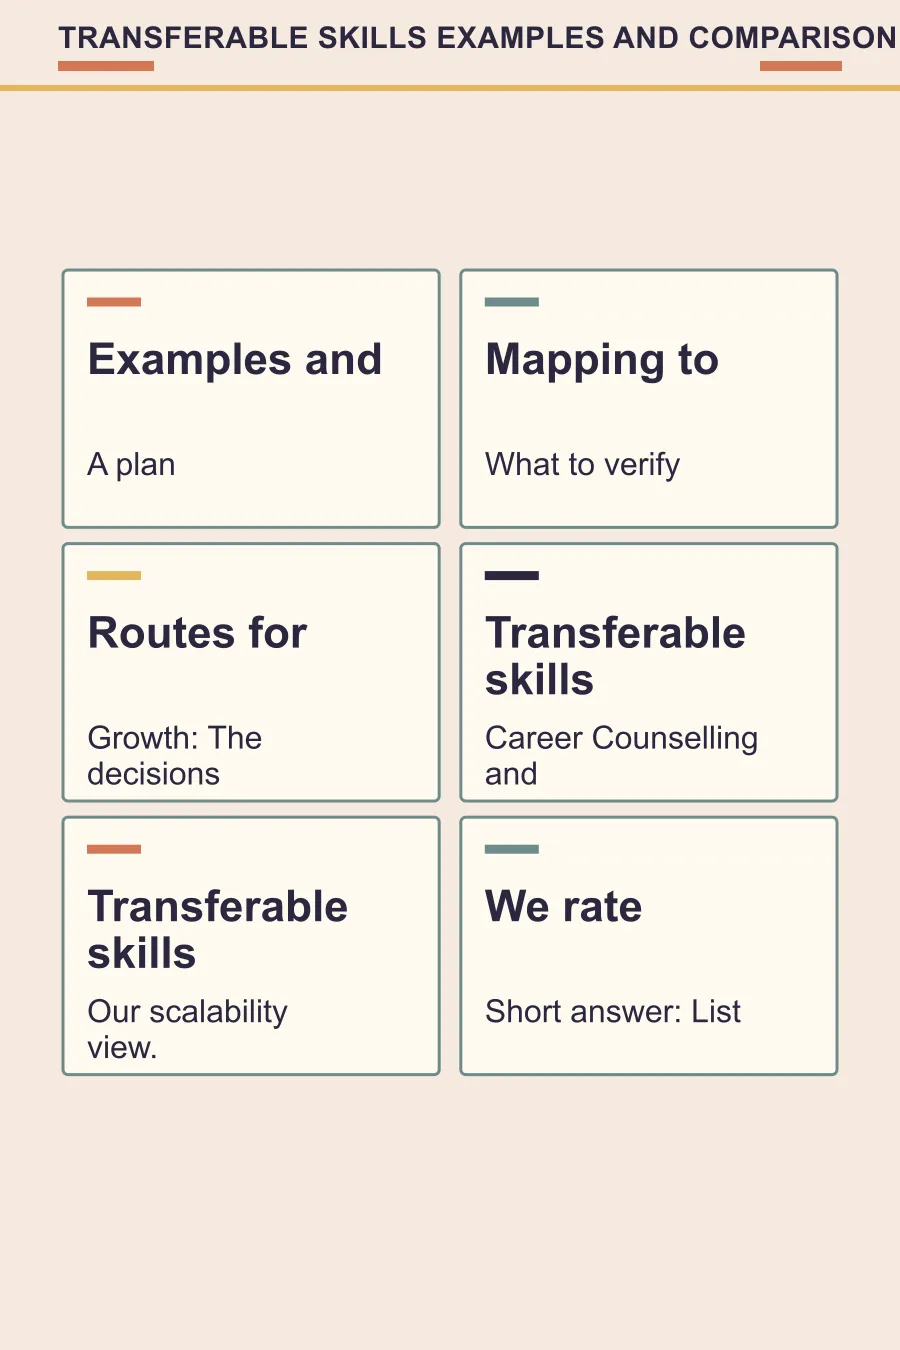 TRANSFERABLE SKILLS EXAMPLES AND COMPARISON
Examples and
A plan
Mapping to
What to verify
Routes for
Growth: The
decisions
Transferable
skills
Career Counselling
and
Transferable
skills
Our scalability
view.
We rate
Short answer: List